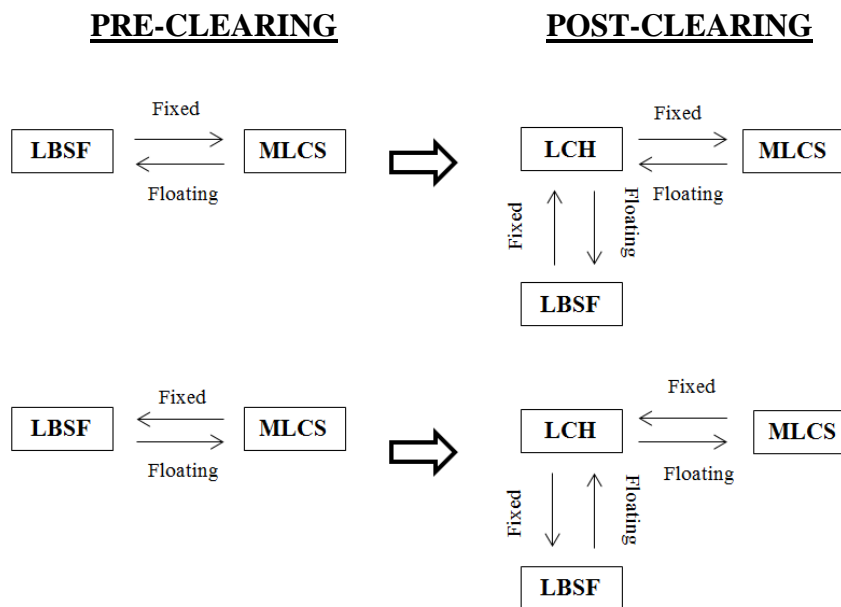 PRE-CLEARING POST-CLEARING
Fixed
LBSF MLCS
Floating
Fixed
LCH MLCS
Floating
Fixed Floating
LBSF
Fixed
LBSF MLCS
Floating
Fixed
LCH MLCS
Floating
Fixed Floating
LBSF